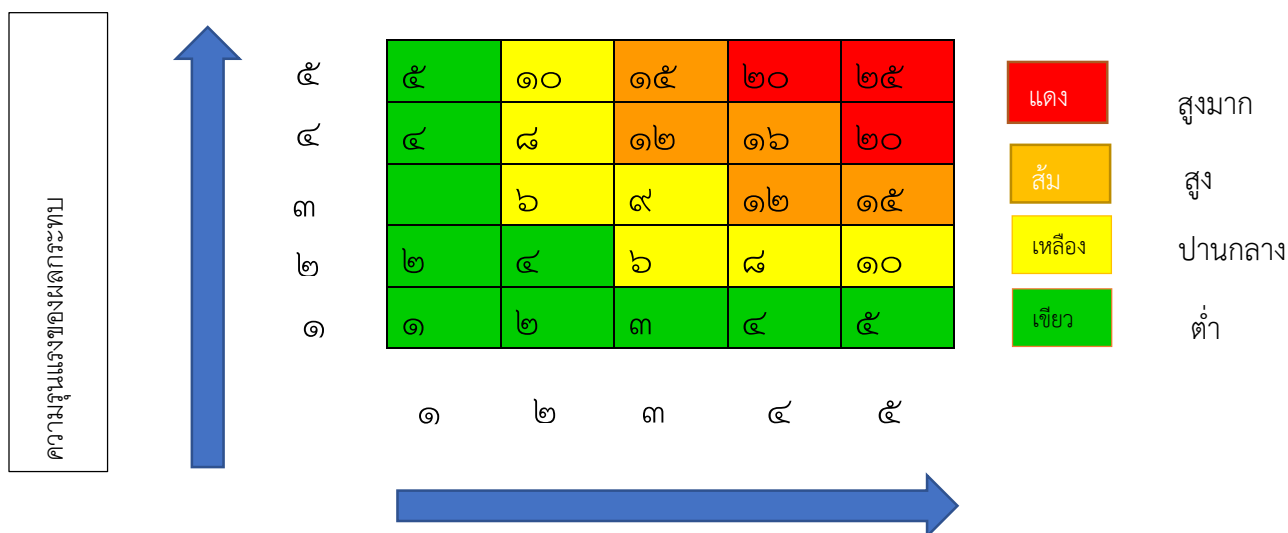 ความรุนแรงของผลกระทบ
๕ ๕ ๑๐ ๑๕ ๒๐ ๒๕
๔ ๔ ๘ ๑๒ ๑๖ ๒๐
๓ ๖ ๙ ๑๒ ๑๕
๒ ๒ ๔ ๖ ๘ ๑๐
๑ ๑ ๒ ๓ ๔ ๕
๑ ๒ ๓ ๔ ๕
แดง สูงมาก
ส้ม สูง
เหลือง ปานกลาง
เขียว ต่ำ